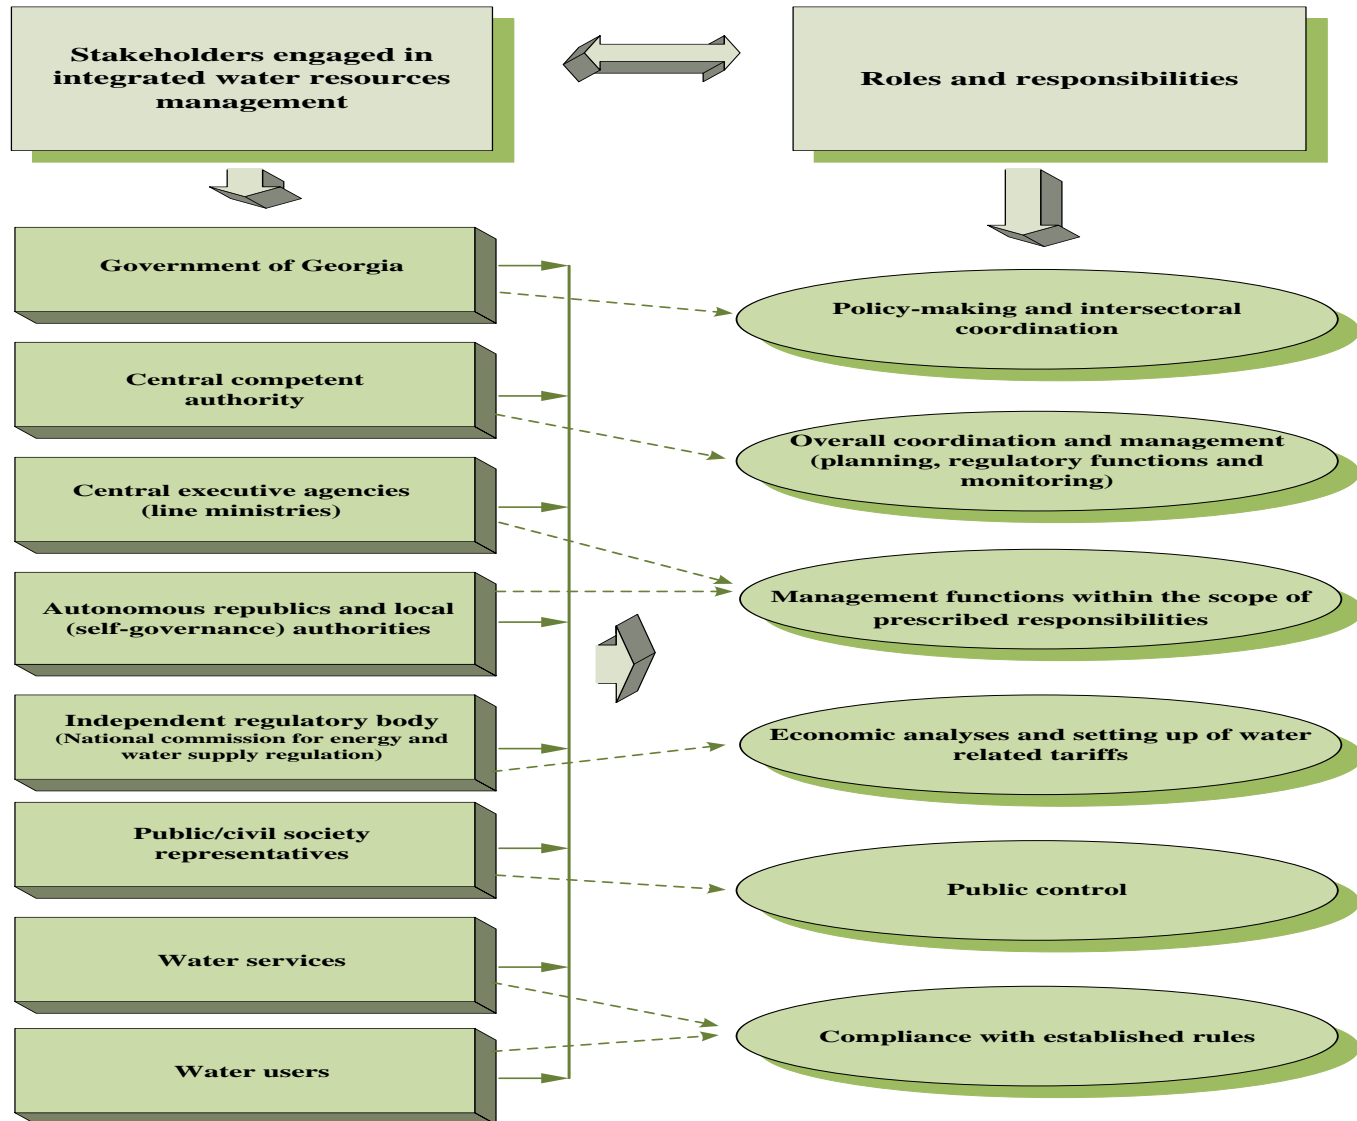 Stakeholders engaged in
integrated water resources
management
Roles and responsibilities
Government of Georgia
Central competent
authority
Central executive agencies
(line ministries)
Autonomous republics and local
(self-governance) authorities
Independent regulatory body
(National commission for energy and
water supply regulation)
Public/civil society
representatives
Water services
Water users
Policy-making and intersectoral
coordination
Overall coordination and management
(planning, regulatory functions and
monitoring)
Management functions within the scope of
prescribed responsibilities
Economic analyses and setting up of water
related tariffs
Public control
Compliance with established rules